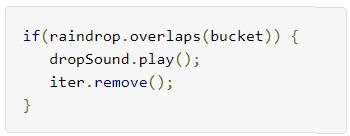 if(raindrop.overlaps(bucket)) {
   dropSound.play();
   iter.remove();
}